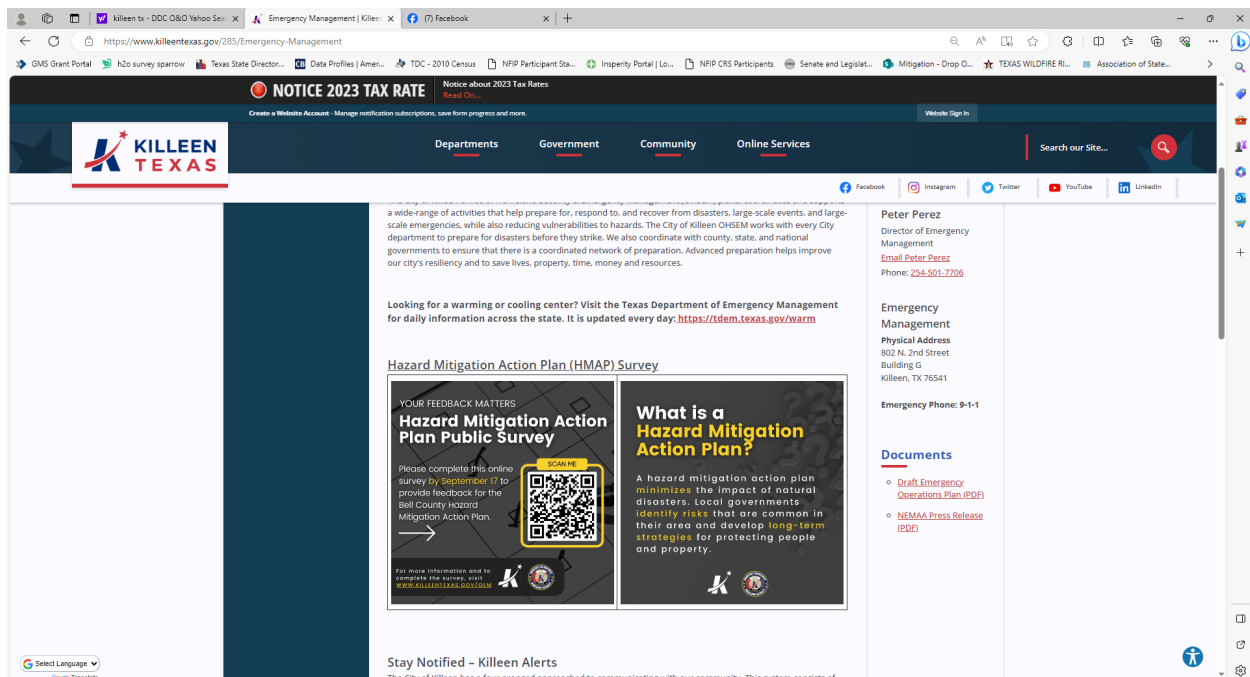 killeen tx - DDC O&O Yahoo Sea
Emergency Management | Killee
(7) Facebook
https://www.killeentexas.gov/285/Emergency-Management
GMS Grant Portal
h2o survey sparrow
Texas State Director...
Data Profiles | Amer...
TDC - 2010 Census
NFIP Participant Sta...
Insperity Portal | Lo...
NFIP CRS Participants
Senate and Legislat...
Mitigation - Drop O...
TEXAS WILDFIRE RI...
Association of State...
NOTICE 2023 TAX RATE
Notice about 2023 Tax Rates
Read On...
Create a Website Account - Manage notification subscriptions, save form progress and more.
Website Sign In
KILLEEN
TEXAS
Departments
Government
Community
Online Services
Search our Site...
Facebook
Instagram
Twitter
YouTube
LinkedIn
a wide-range of activities that help prepare for, respond to, and recover from disasters, large-scale events, and large-
scale emergencies, while also reducing vulnerabilities to hazards. The City of Killeen OHSEM works with every City
department to prepare for disasters before they strike. We also coordinate with county, state, and national
governments to ensure that there is a coordinated network of preparation. Advanced preparation helps improve
our city's resiliency and to save lives, property, time, money and resources.
Looking for a warming or cooling center? Visit the Texas Department of Emergency Management
for daily information across the state. It is updated every day: https://tdem.texas.gov/warm
Hazard Mitigation Action Plan (HMAP) Survey
YOUR FEEDBACK MATTERS
Hazard Mitigation Action
Plan Public Survey
Please complete this online
survey by September 17 to
provide feedback for the
Bell County Hazard
Mitigation Action Plan.
SCAN ME
For more information and to
complete the survey, visit
WWW.KILLEENTEXAS.GOV/OEM
What is a
Hazard Mitigation
Action Plan?
A hazard mitigation action plan
minimizes the impact of natural
disasters. Local governments
identify risks that are common in
their area and develop long-term
strategies for protecting people
and property.
Stay Notified – Killeen Alerts
Peter Perez
Director of Emergency
Management
Email Peter Perez
Phone: 254-501-7706
Emergency
Management
Physical Address
802 N. 2nd Street
Building G
Killeen, TX 76541
Emergency Phone: 9-1-1
Documents
Draft Emergency
Operations Plan (PDF)
NEMAA Press Release
(PDF)
Select Language